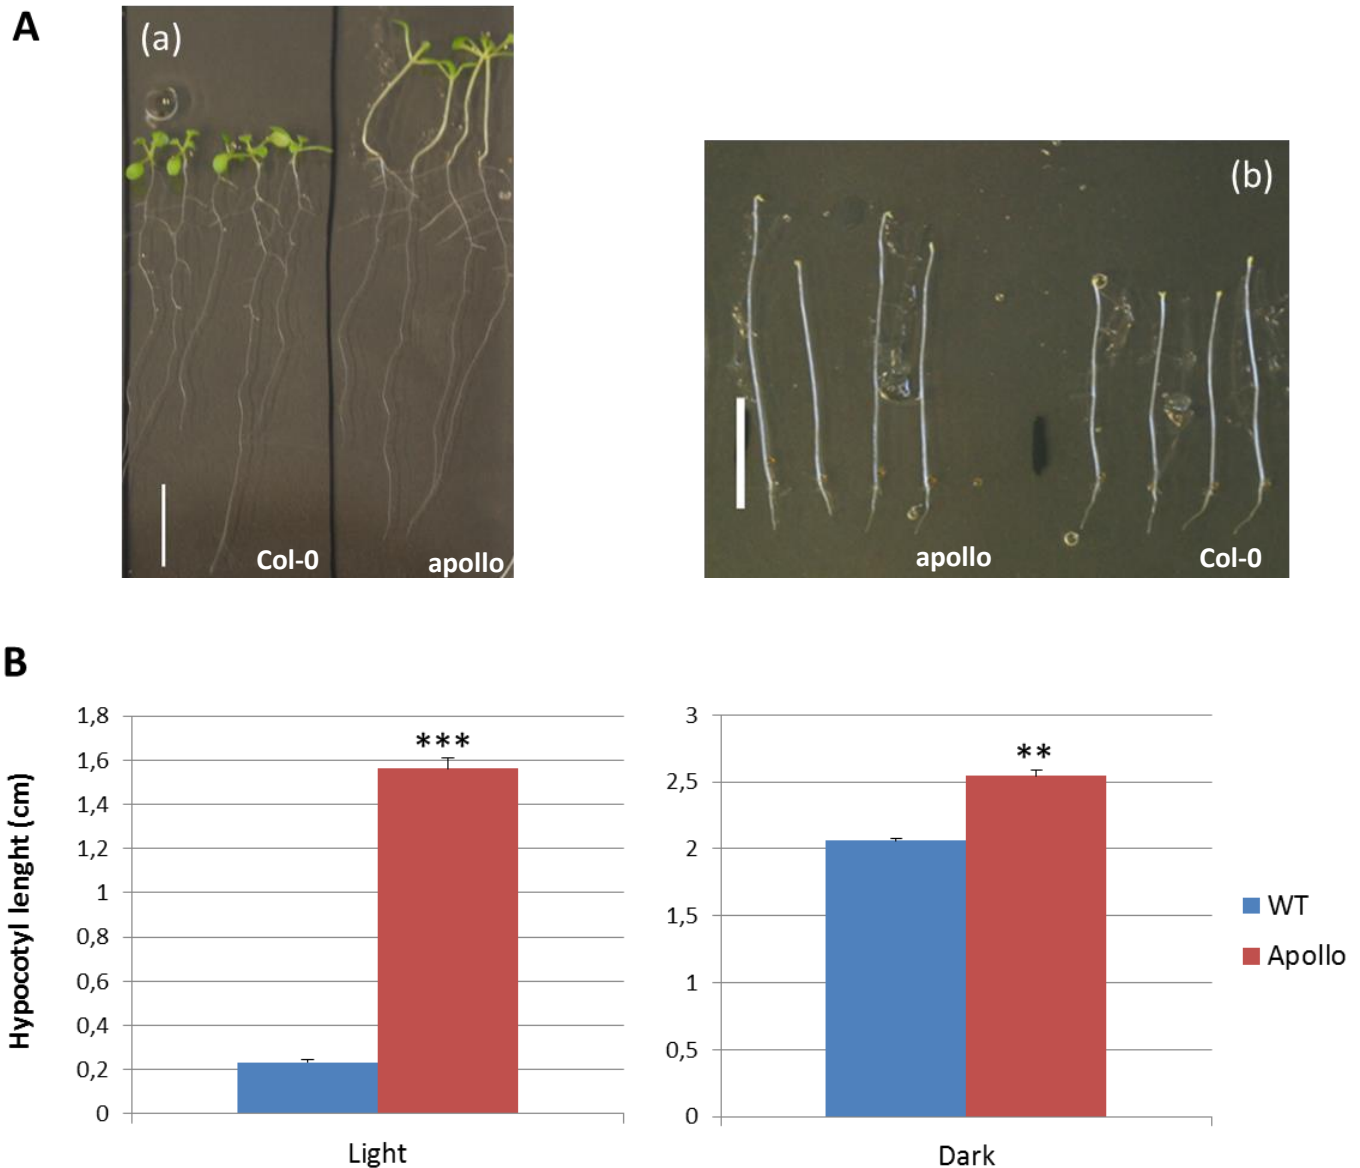 A
(a)
Col-0
apollo
(b)
apollo
Col-0
B
Hypocotyl lenght (cm)
1,8
1,6
1,4
1,2
1
0,8
0,6
0,4
0,2
0
***
Light
3
2,5
2
1,5
1
0,5
0
**
Dark
WT
Apollo